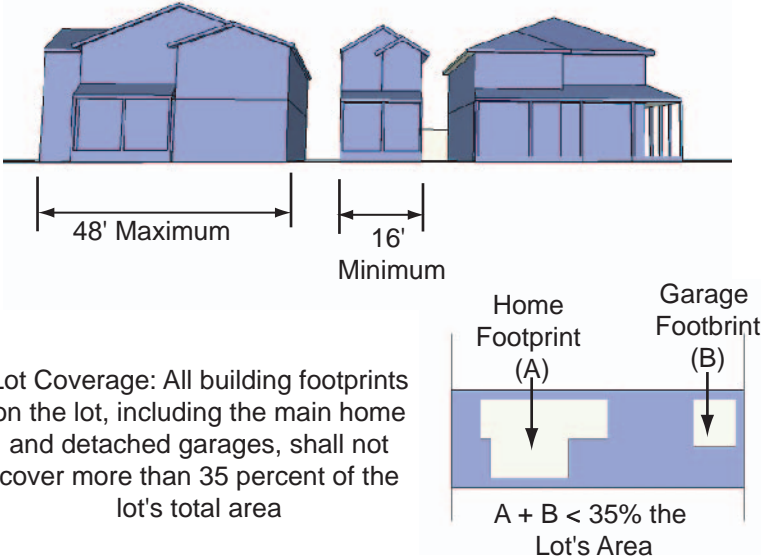 48' Maximum
16'
Minimum
Home
Footprint
(A)
Garage
Footbrint
(B)
Lot Coverage: All building footprints
on the lot, including the main home
and detached garages, shall not
cover more than 35 percent of the
lot's total area
A + B < 35% the
Lot's Area